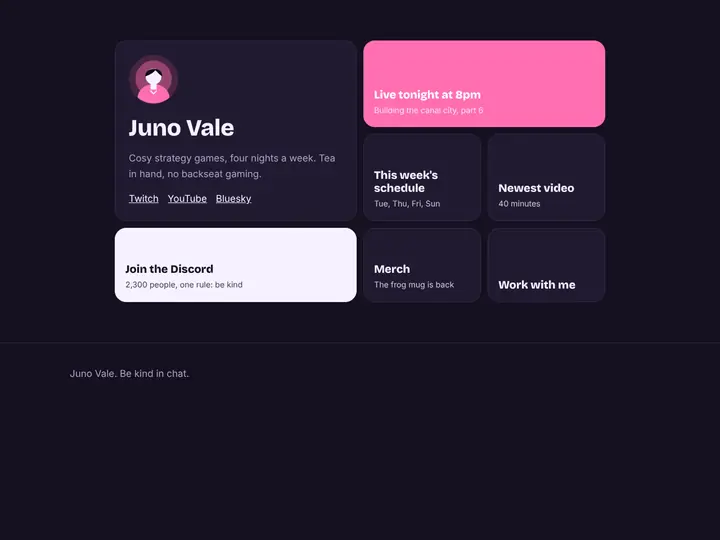 Juno Vale
Cosy strategy games, four nights a week. Tea
in hand, no backseat gaming.
Twitch YouTube Bluesky
Live tonight at 8pm
Building the canal city, part 6
This week's
schedule
Tue, Thu, Fri, Sun
Newest video
40 minutes
Join the Discord
2,300 people, one rule: be kind
Merch
The frog mug is back
Work with me
Juno Vale. Be kind in chat.